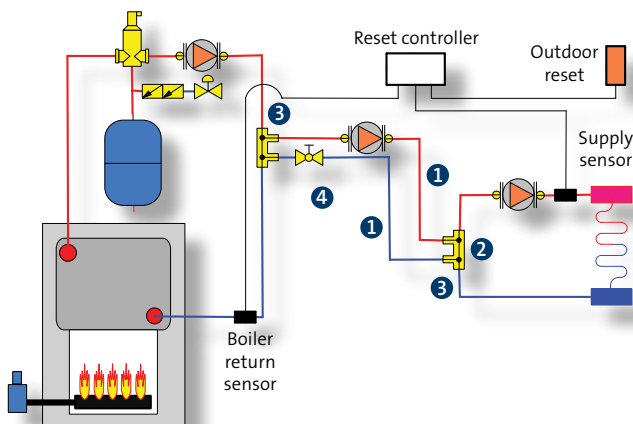 Reset controller
Outdoor
reset
Supply
sensor
3
1
4
1
2
3
Boiler
return
sensor